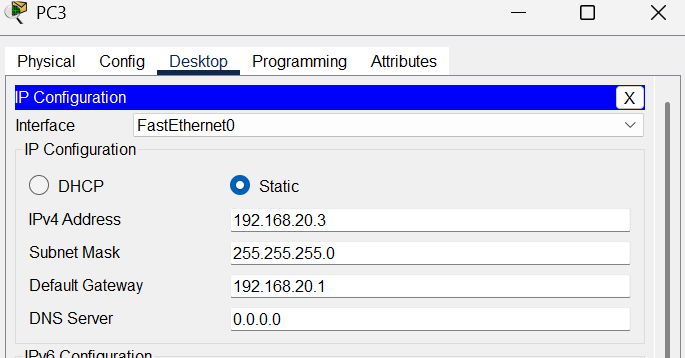 PC3
Physical Config Desktop Programming Attributes
IP Configuration X
Interface FastEthernet0
IP Configuration
DHCP Static
IPv4 Address 192.168.20.3
Subnet Mask 255.255.255.0
Default Gateway 192.168.20.1
DNS Server 0.0.0.0
IPv6 Configuration